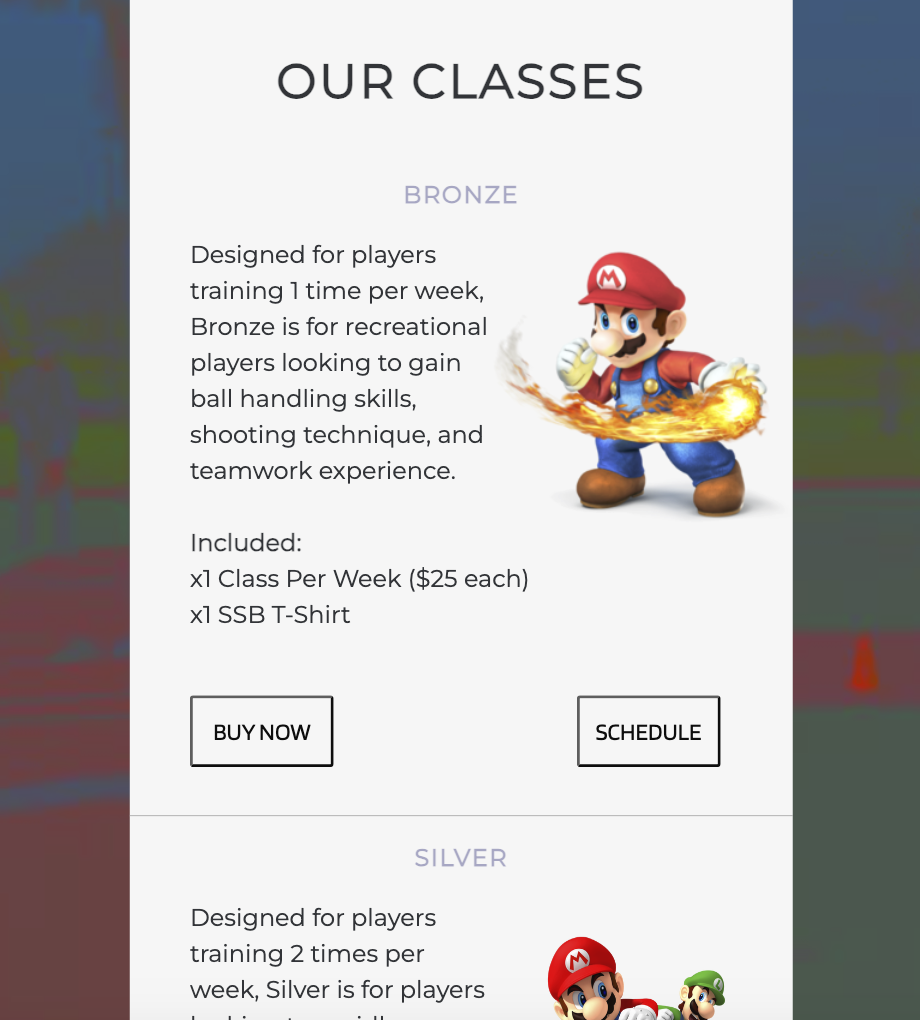 OUR CLASSES
BRONZE
Designed for players
training 1 time per week,
Bronze is for recreational
players looking to gain
ball handling skills,
shooting technique, and
teamwork experience.
Included:
x1 Class Per Week ($25 each)
x1 SSB T-Shirt
BUY NOW
SCHEDULE
SILVER
Designed for players
training 2 times per
week, Silver is for players